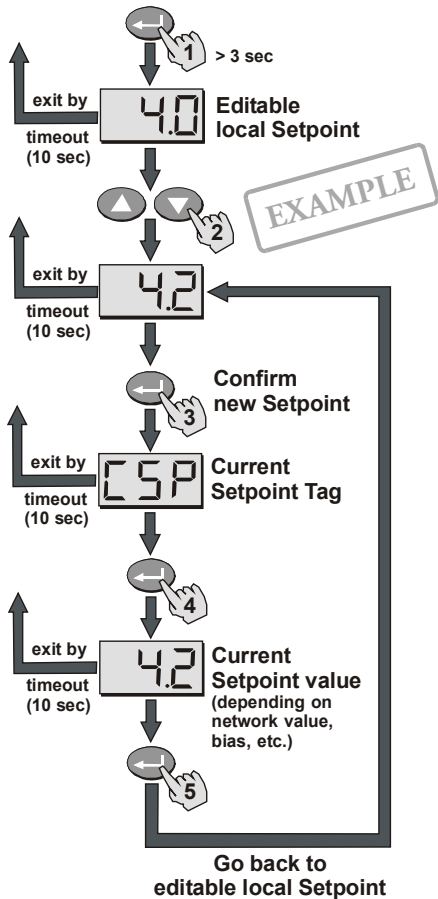 1
> 3 sec
exit by
timeout
(10 sec)
4.0
Editable
local Setpoint
EXAMPLE
2
exit by
timeout
(10 sec)
4.2
3
Confirm
new Setpoint
exit by
timeout
(10 sec)
CSP
Current
Setpoint Tag
4
exit by
timeout
(10 sec)
4.2
Current
Setpoint value
(depending on
network value,
bias, etc.)
5
Go back to
editable local Setpoint